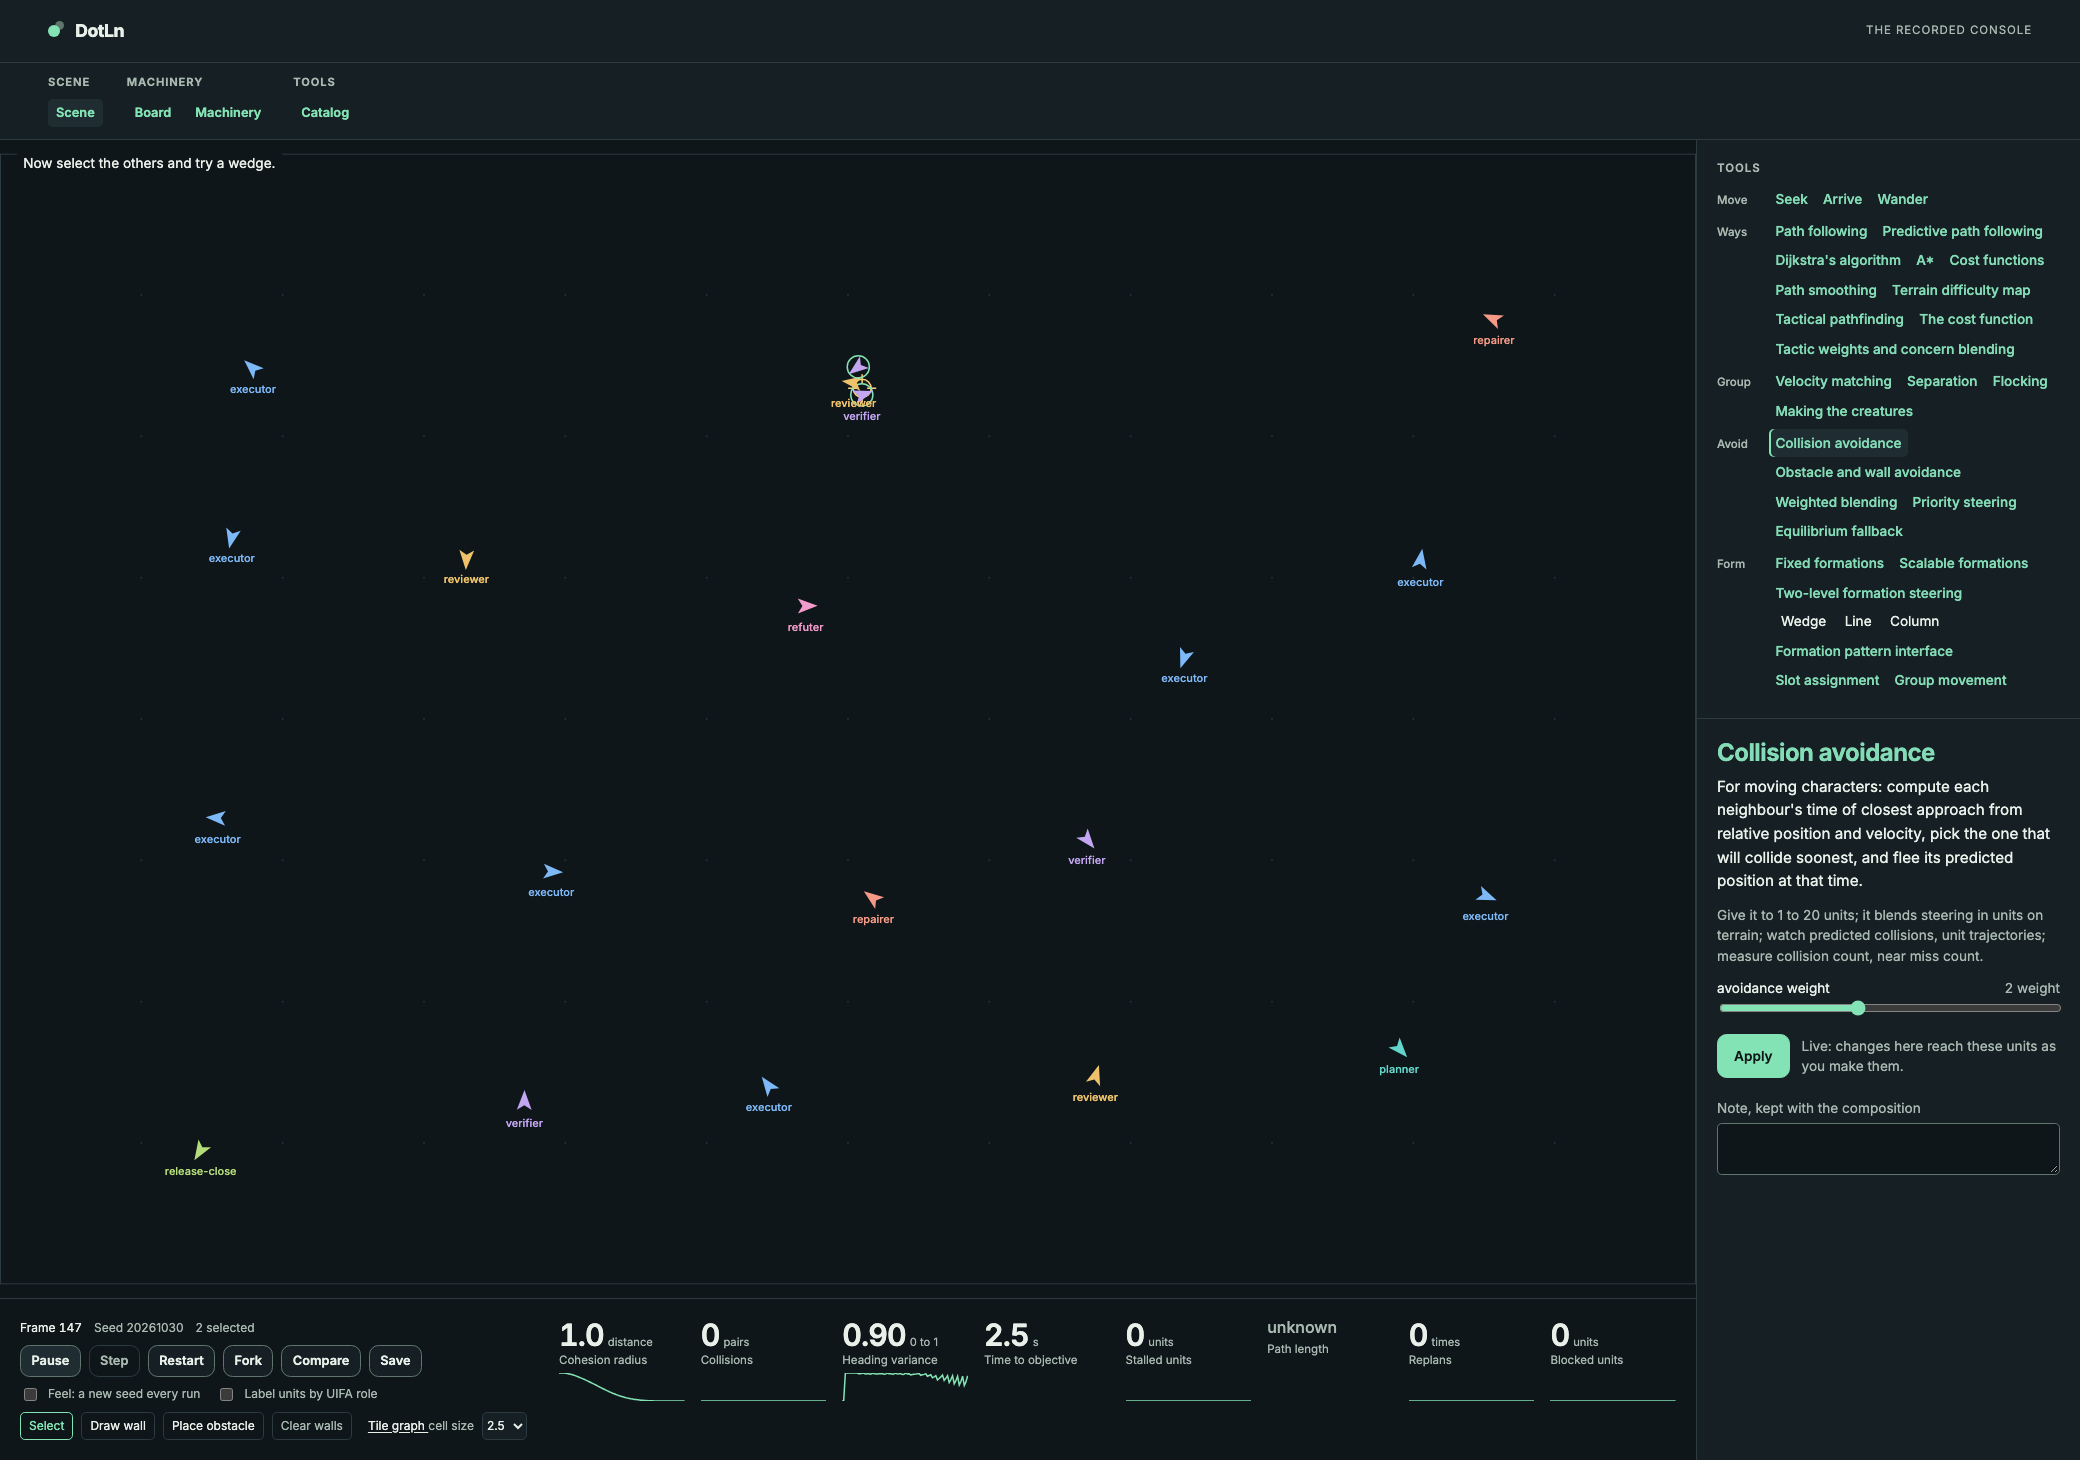 DotLn
THE RECORDED CONSOLE
SCENE MACHINERY TOOLS
Scene Board Machinery Catalog
Now select the others and try a wedge.
repairer
executor
reviewer
verifier
executor
reviewer
executor
refuter
executor
executor
verifier
executor
repairer
executor
planner
reviewer
executor
verifier
release-close
TOOLS
Move Seek Arrive Wander
Ways Path following Predictive path following
Dijkstra's algorithm A* Cost functions
Path smoothing Terrain difficulty map
Tactical pathfinding The cost function
Tactic weights and concern blending
Group Velocity matching Separation Flocking
Making the creatures
Avoid Collision avoidance
Obstacle and wall avoidance
Weighted blending Priority steering
Equilibrium fallback
Form Fixed formations Scalable formations
Two-level formation steering
Wedge Line Column
Formation pattern interface
Slot assignment Group movement
Collision avoidance
For moving characters: compute each
neighbour's time of closest approach from
relative position and velocity, pick the one that
will collide soonest, and flee its predicted
position at that time.
Give it to 1 to 20 units; it blends steering in units on
terrain; watch predicted collisions, unit trajectories;
measure collision count, near miss count.
avoidance weight 2 weight
Apply
Live: changes here reach these units as
you make them.
Note, kept with the composition
Frame 147 Seed 20261030 2 selected
Pause Step Restart Fork Compare Save
Feel: a new seed every run Label units by UIFA role
Select Draw wall Place obstacle Clear walls Tile graph cell size 2.5
1.0 distance
Cohesion radius
0 pairs
Collisions
0.90 0 to 1
Heading variance
2.5 s
Time to objective
0 units
Stalled units
unknown
Path length
0 times
Replans
0 units
Blocked units